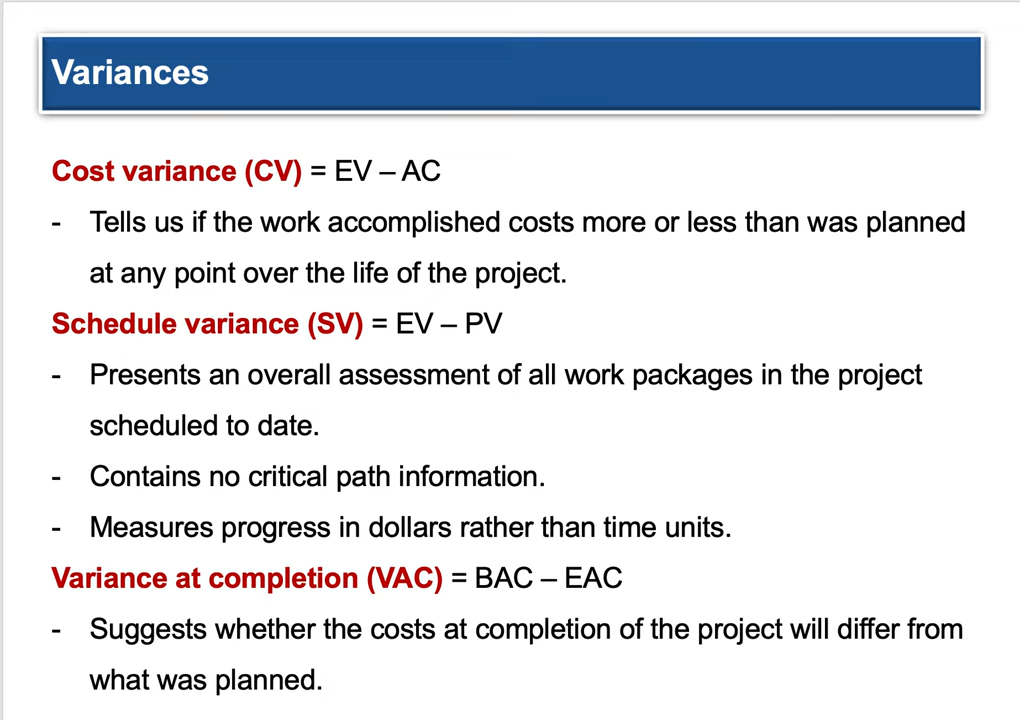 Variances
Cost variance (CV) = EV – AC
- Tells us if the work accomplished costs more or less than was planned
at any point over the life of the project.
Schedule variance (SV) = EV – PV
- Presents an overall assessment of all work packages in the project
scheduled to date.
- Contains no critical path information.
- Measures progress in dollars rather than time units.
Variance at completion (VAC) = BAC – EAC
- Suggests whether the costs at completion of the project will differ from
what was planned.